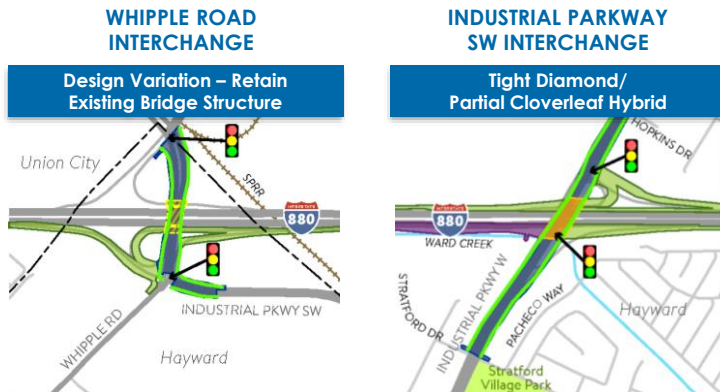 WHIPPLE ROAD
INTERCHANGE
Design Variation – Retain
Existing Bridge Structure
Union City
SPRR
INTERSTATE
880
INDUSTRIAL PKWY SW
WHIPPLE RD
Hayward
INDUSTRIAL PARKWAY
SW INTERCHANGE
Tight Diamond/
Partial Cloverleaf Hybrid
HOPKINS DR
INTERSTATE
880
WARD CREEK
STRATFORD DR
INDUSTRIAL PKWY W
PACHECO WAY
Hayward
Stratford
Village Park